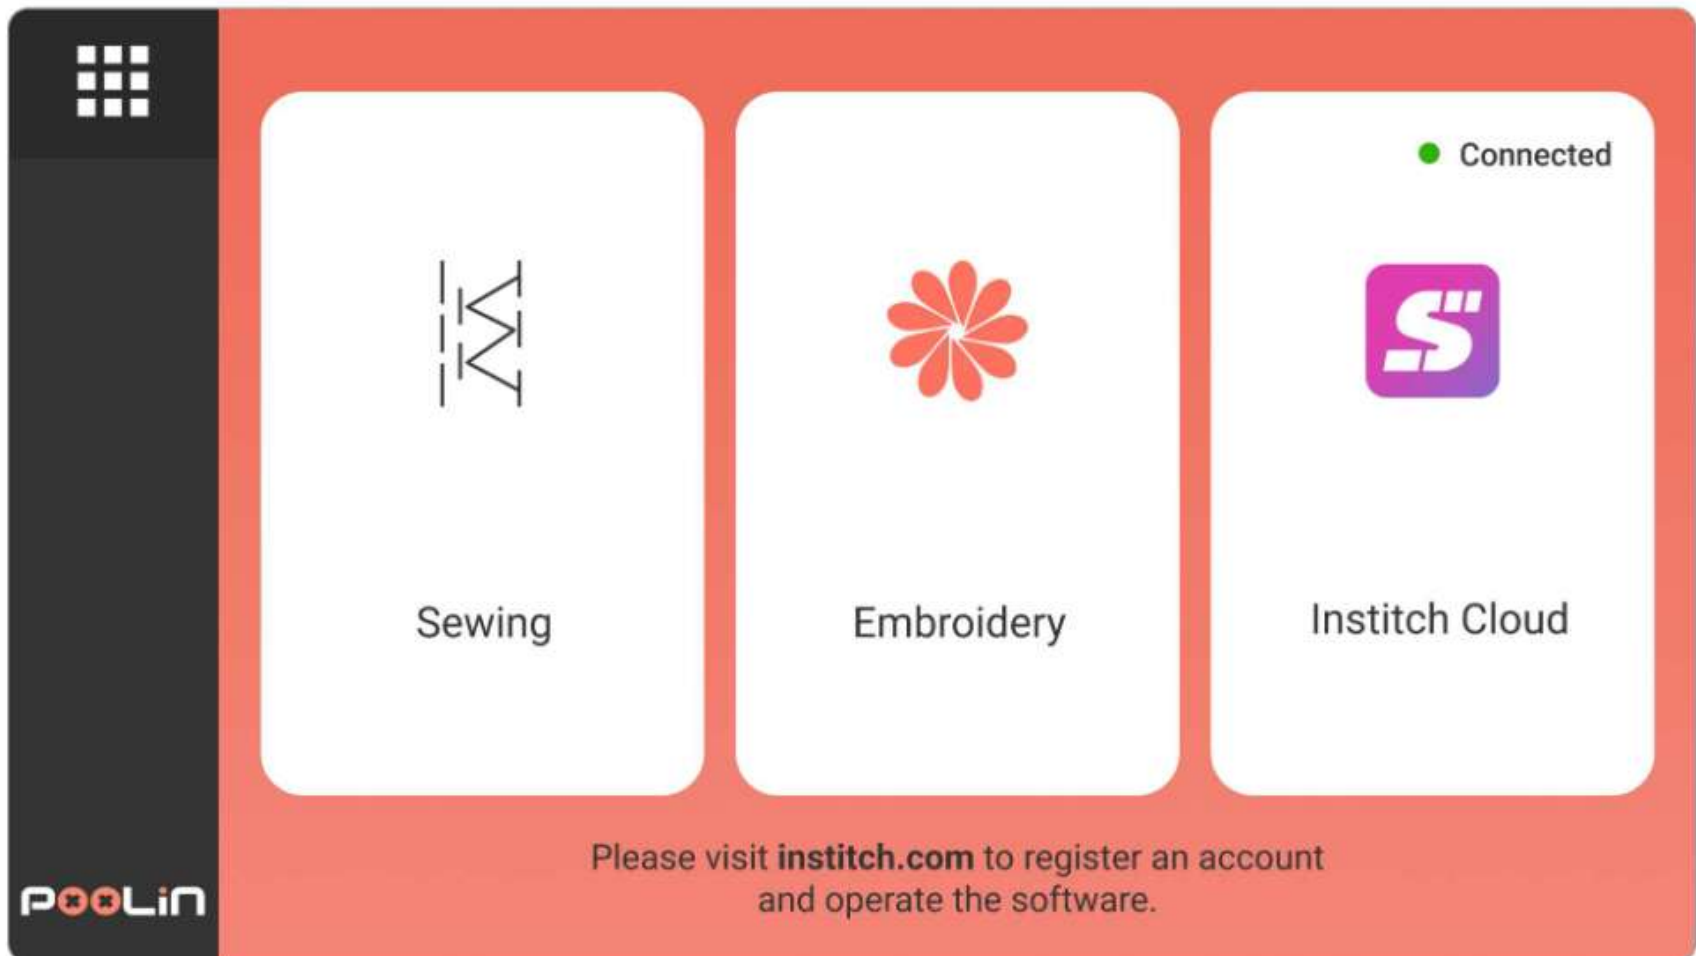 Connected
Sewing
Embroidery
Institch Cloud
Please visit institch.com to register an account
and operate the software.
POOLiN